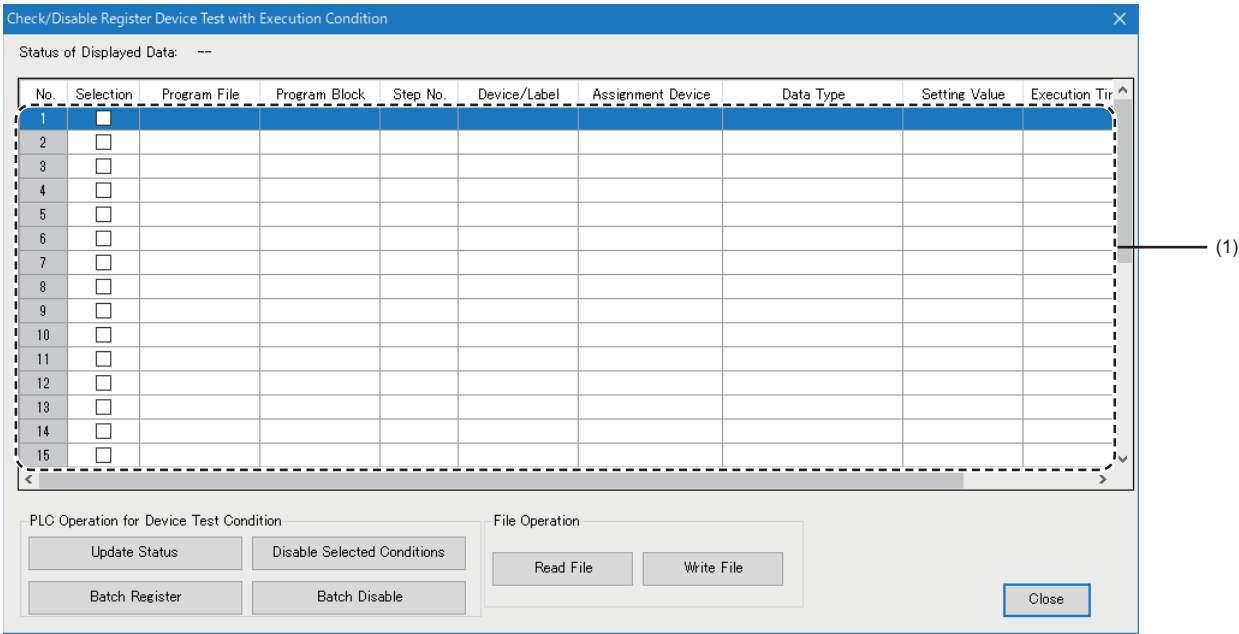 Check/Disable Register Device Test with Execution Condition
Status of Displayed Data: --
No. Selection Program File Program Block Step No. Device/Label Assignment Device Data Type Setting Value Execution Tir
1
2
3
4
5
6
7
(1)
8
9
10
11
12
13
14
15
PLC Operation for Device Test Condition
File Operation
Update Status
Disable Selected Conditions
Read File
Write File
Batch Register
Batch Disable
Close